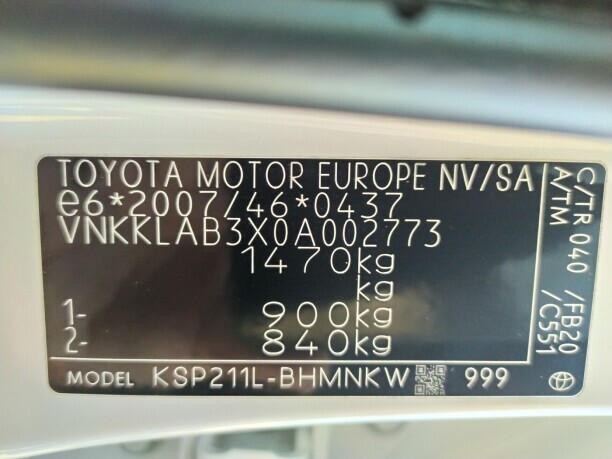 TOYOTA MOTOR EUROPE NV/SA
e6*2007/46*0437
VNKKLAB3X0A002773
1470kg
kg
1- 900kg
2- 840kg
MODEL KSP211L-BHMNKW 999
C/TR 040 /FB20
A/TM /C551